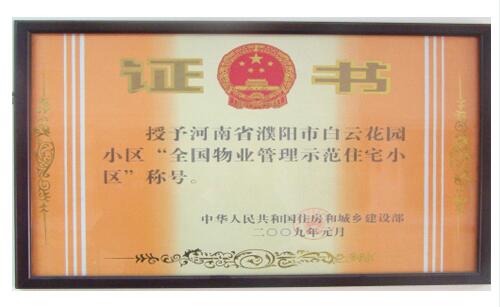 证书
授予河南省濮阳市白云花园
小区“全国物业管理示范住宅小
区”称号。
中华人民共和国住房和城乡建设部
二〇〇九年元月